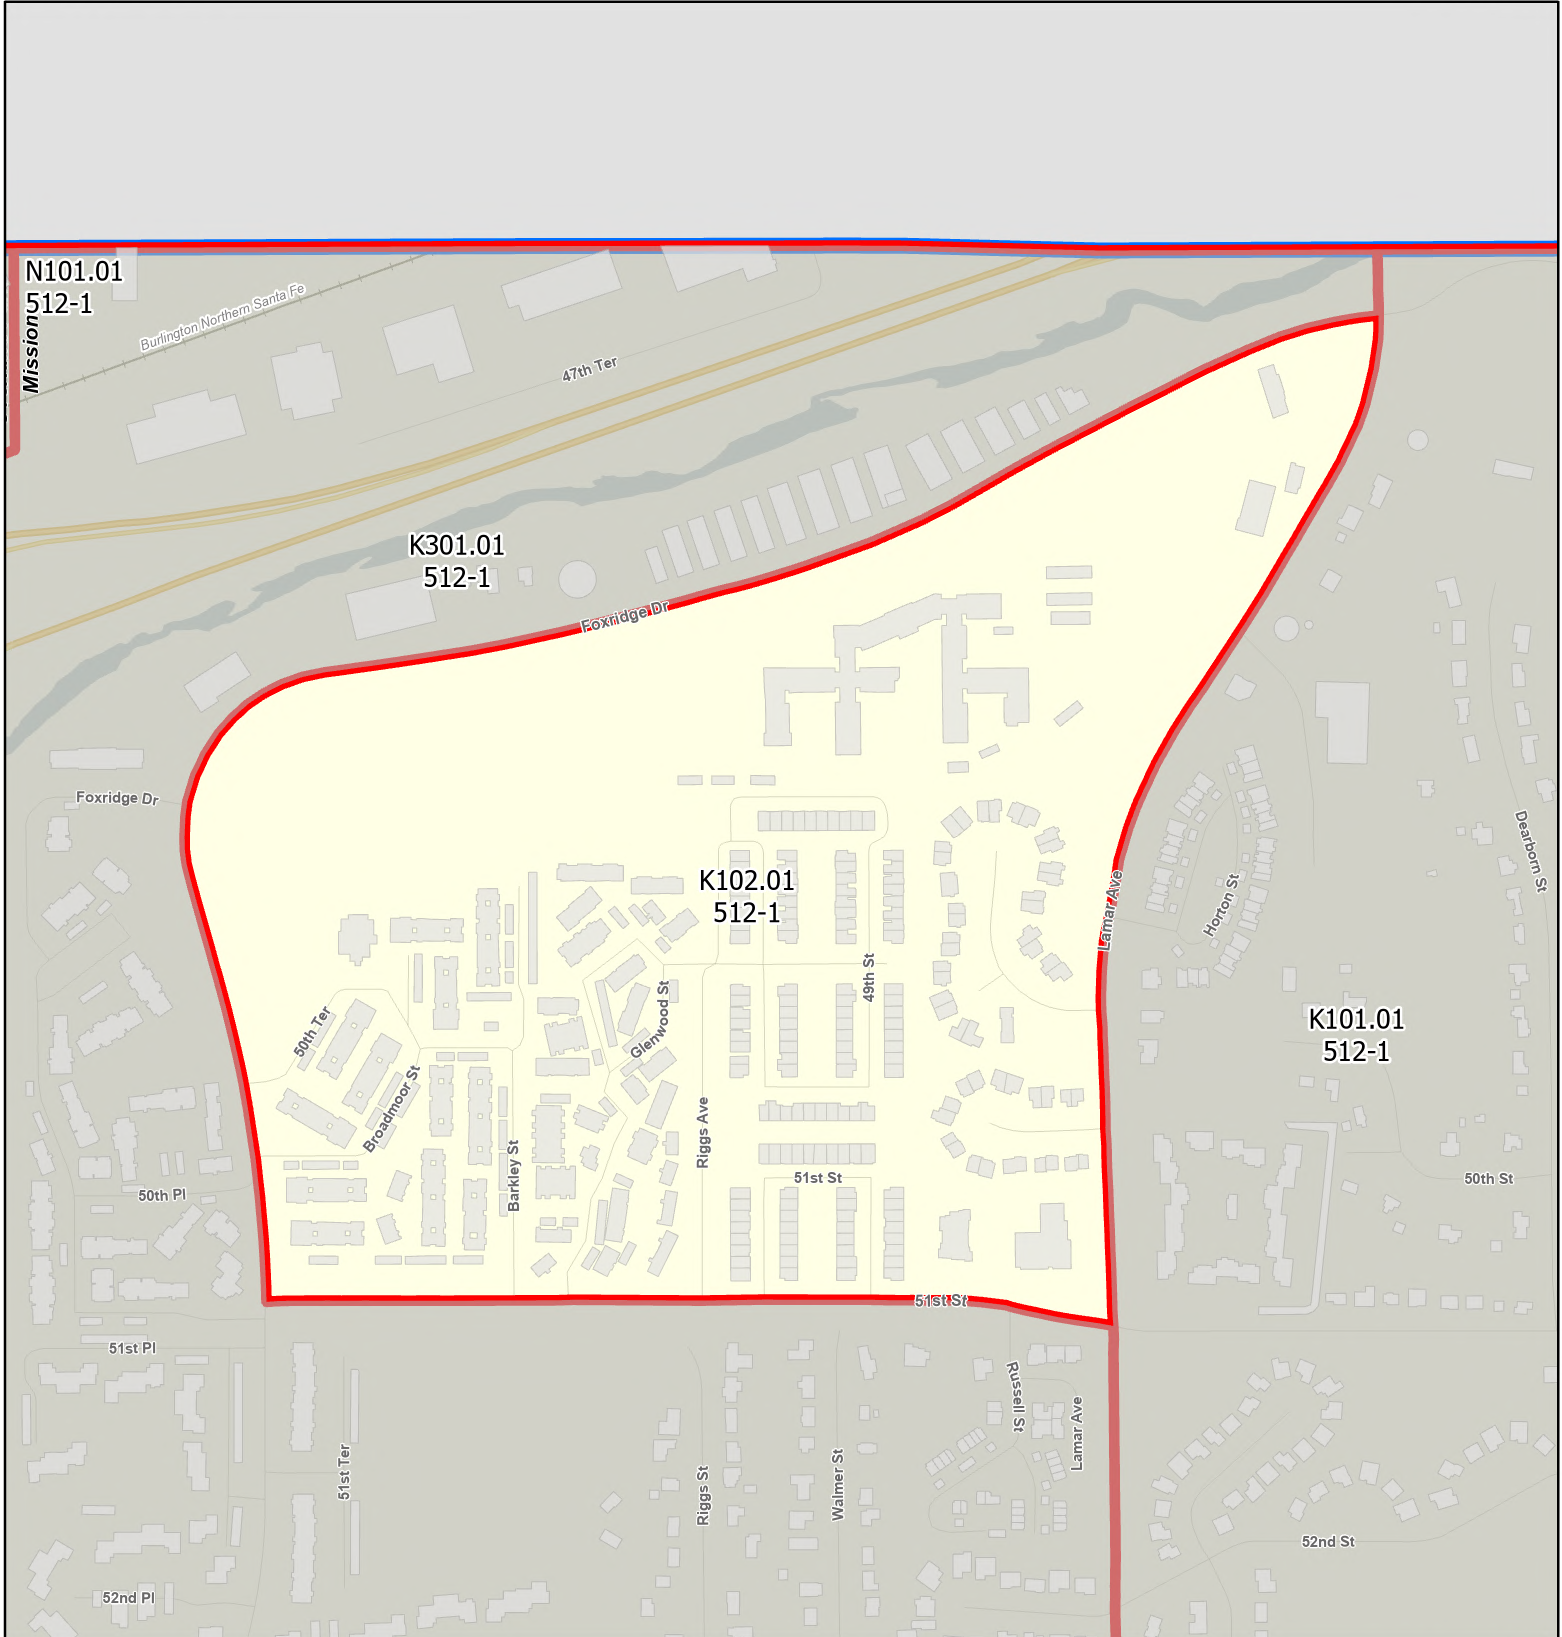 N101.01
512-1
Mission
Burlington Northern Santa Fe
47th Ter
K301.01
512-1
Foxridge Dr
Foxridge Dr
Dearborn St
K102.01
512-1
Lamar Ave
Horton St
49th St
50th Ter
Glenwood St
K101.01
512-1
Broadmoor St
Riggs Ave
Barkley St
51st St
50th St
50th Pl
51st St
51st Pl
Russell St
Lamar Ave
51st Ter
Riggs St
Walmer St
52nd St
52nd Pl